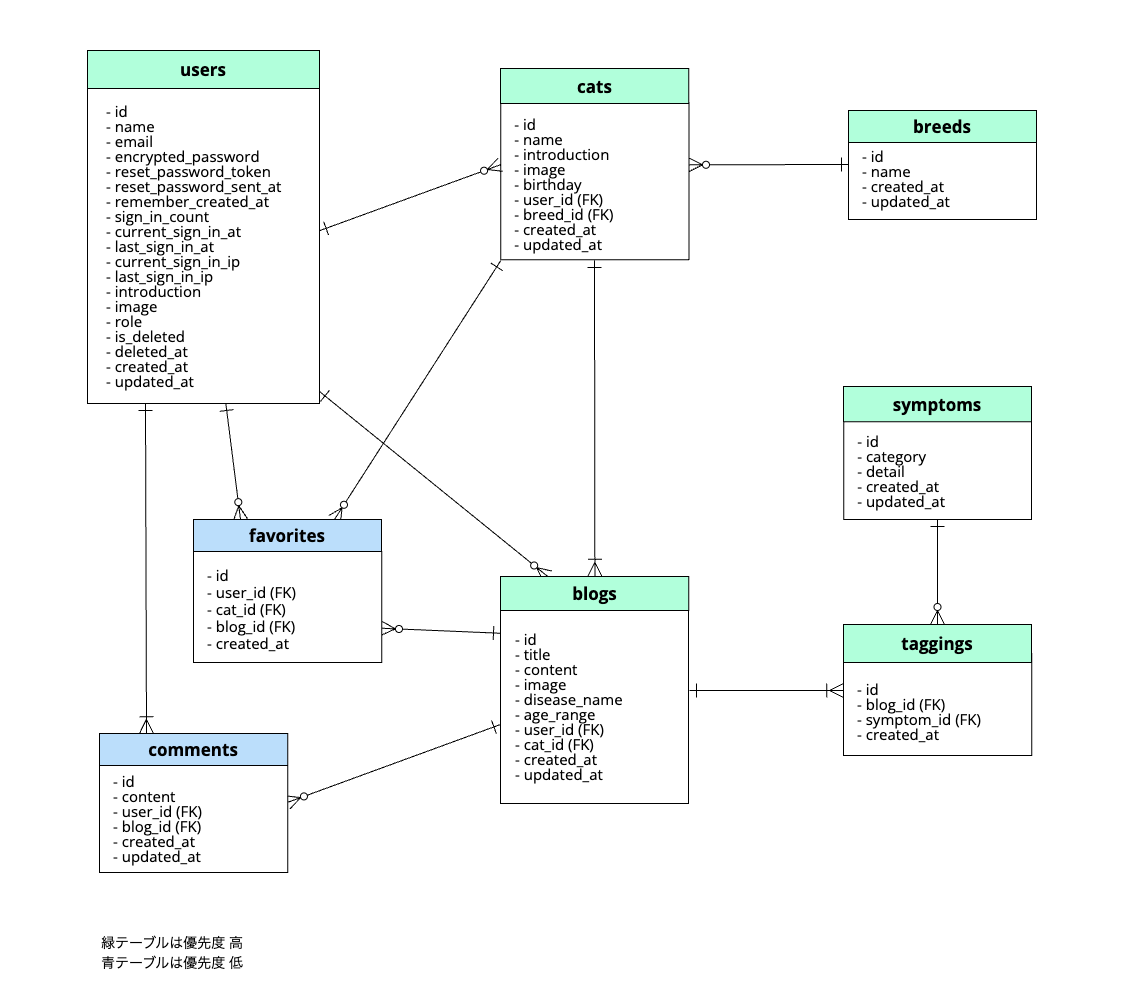 users
- id
- name
- email
- encrypted_password
- reset_password_token
- reset_password_sent_at
- remember_created_at
- sign_in_count
- current_sign_in_at
- last_sign_in_at
- current_sign_in_ip
- last_sign_in_ip
- introduction
- image
- role
- is_deleted
- deleted_at
- created_at
- updated_at
cats
- id
- name
- introduction
- image
- birthday
- user_id (FK)
- breed_id (FK)
- created_at
- updated_at
breeds
- id
- name
- created_at
- updated_at
symptoms
- id
- category
- detail
- created_at
- updated_at
favorites
- id
- user_id (FK)
- cat_id (FK)
- blog_id (FK)
- created_at
blogs
- id
- title
- content
- image
- disease_name
- age_range
- user_id (FK)
- cat_id (FK)
- created_at
- updated_at
taggings
- id
- blog_id (FK)
- symptom_id (FK)
- created_at
comments
- id
- content
- user_id (FK)
- blog_id (FK)
- created_at
- updated_at
緑テーブルは優先度 高
青テーブルは優先度 低